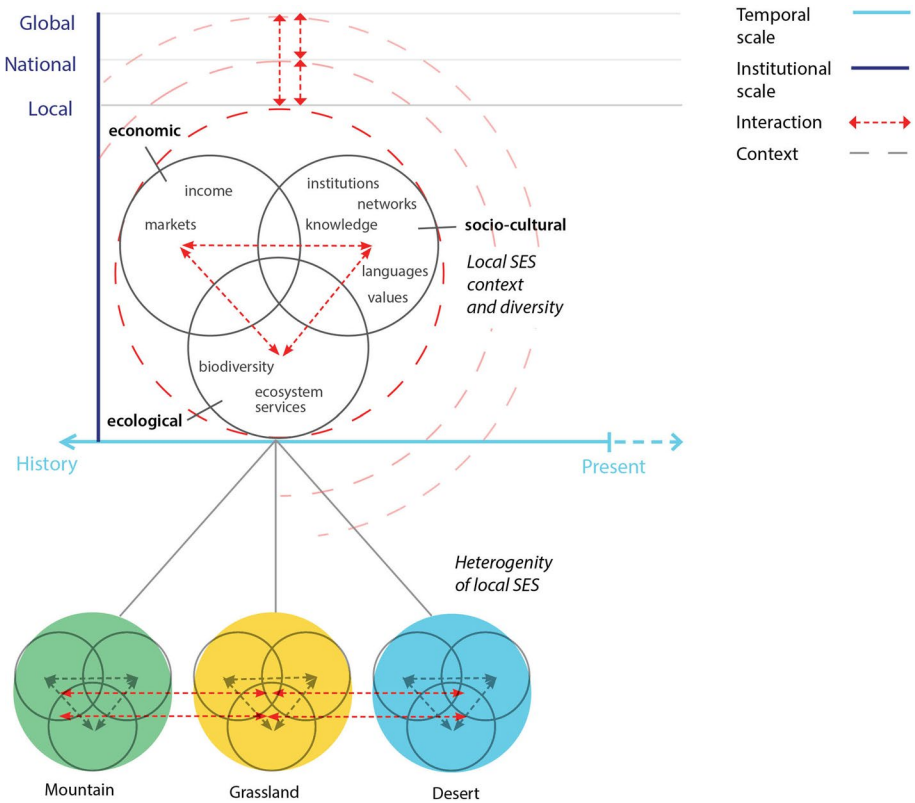 Global
National
Local
economic
income
markets
institutions
networks
knowledge
socio-cultural
languages
values
Local SES
context
and diversity
biodiversity
ecosystem
services
ecological
History
Present
Temporal
scale
Institutional
scale
Interaction
Context
Heterogenity
of local SES
Mountain
Grassland
Desert